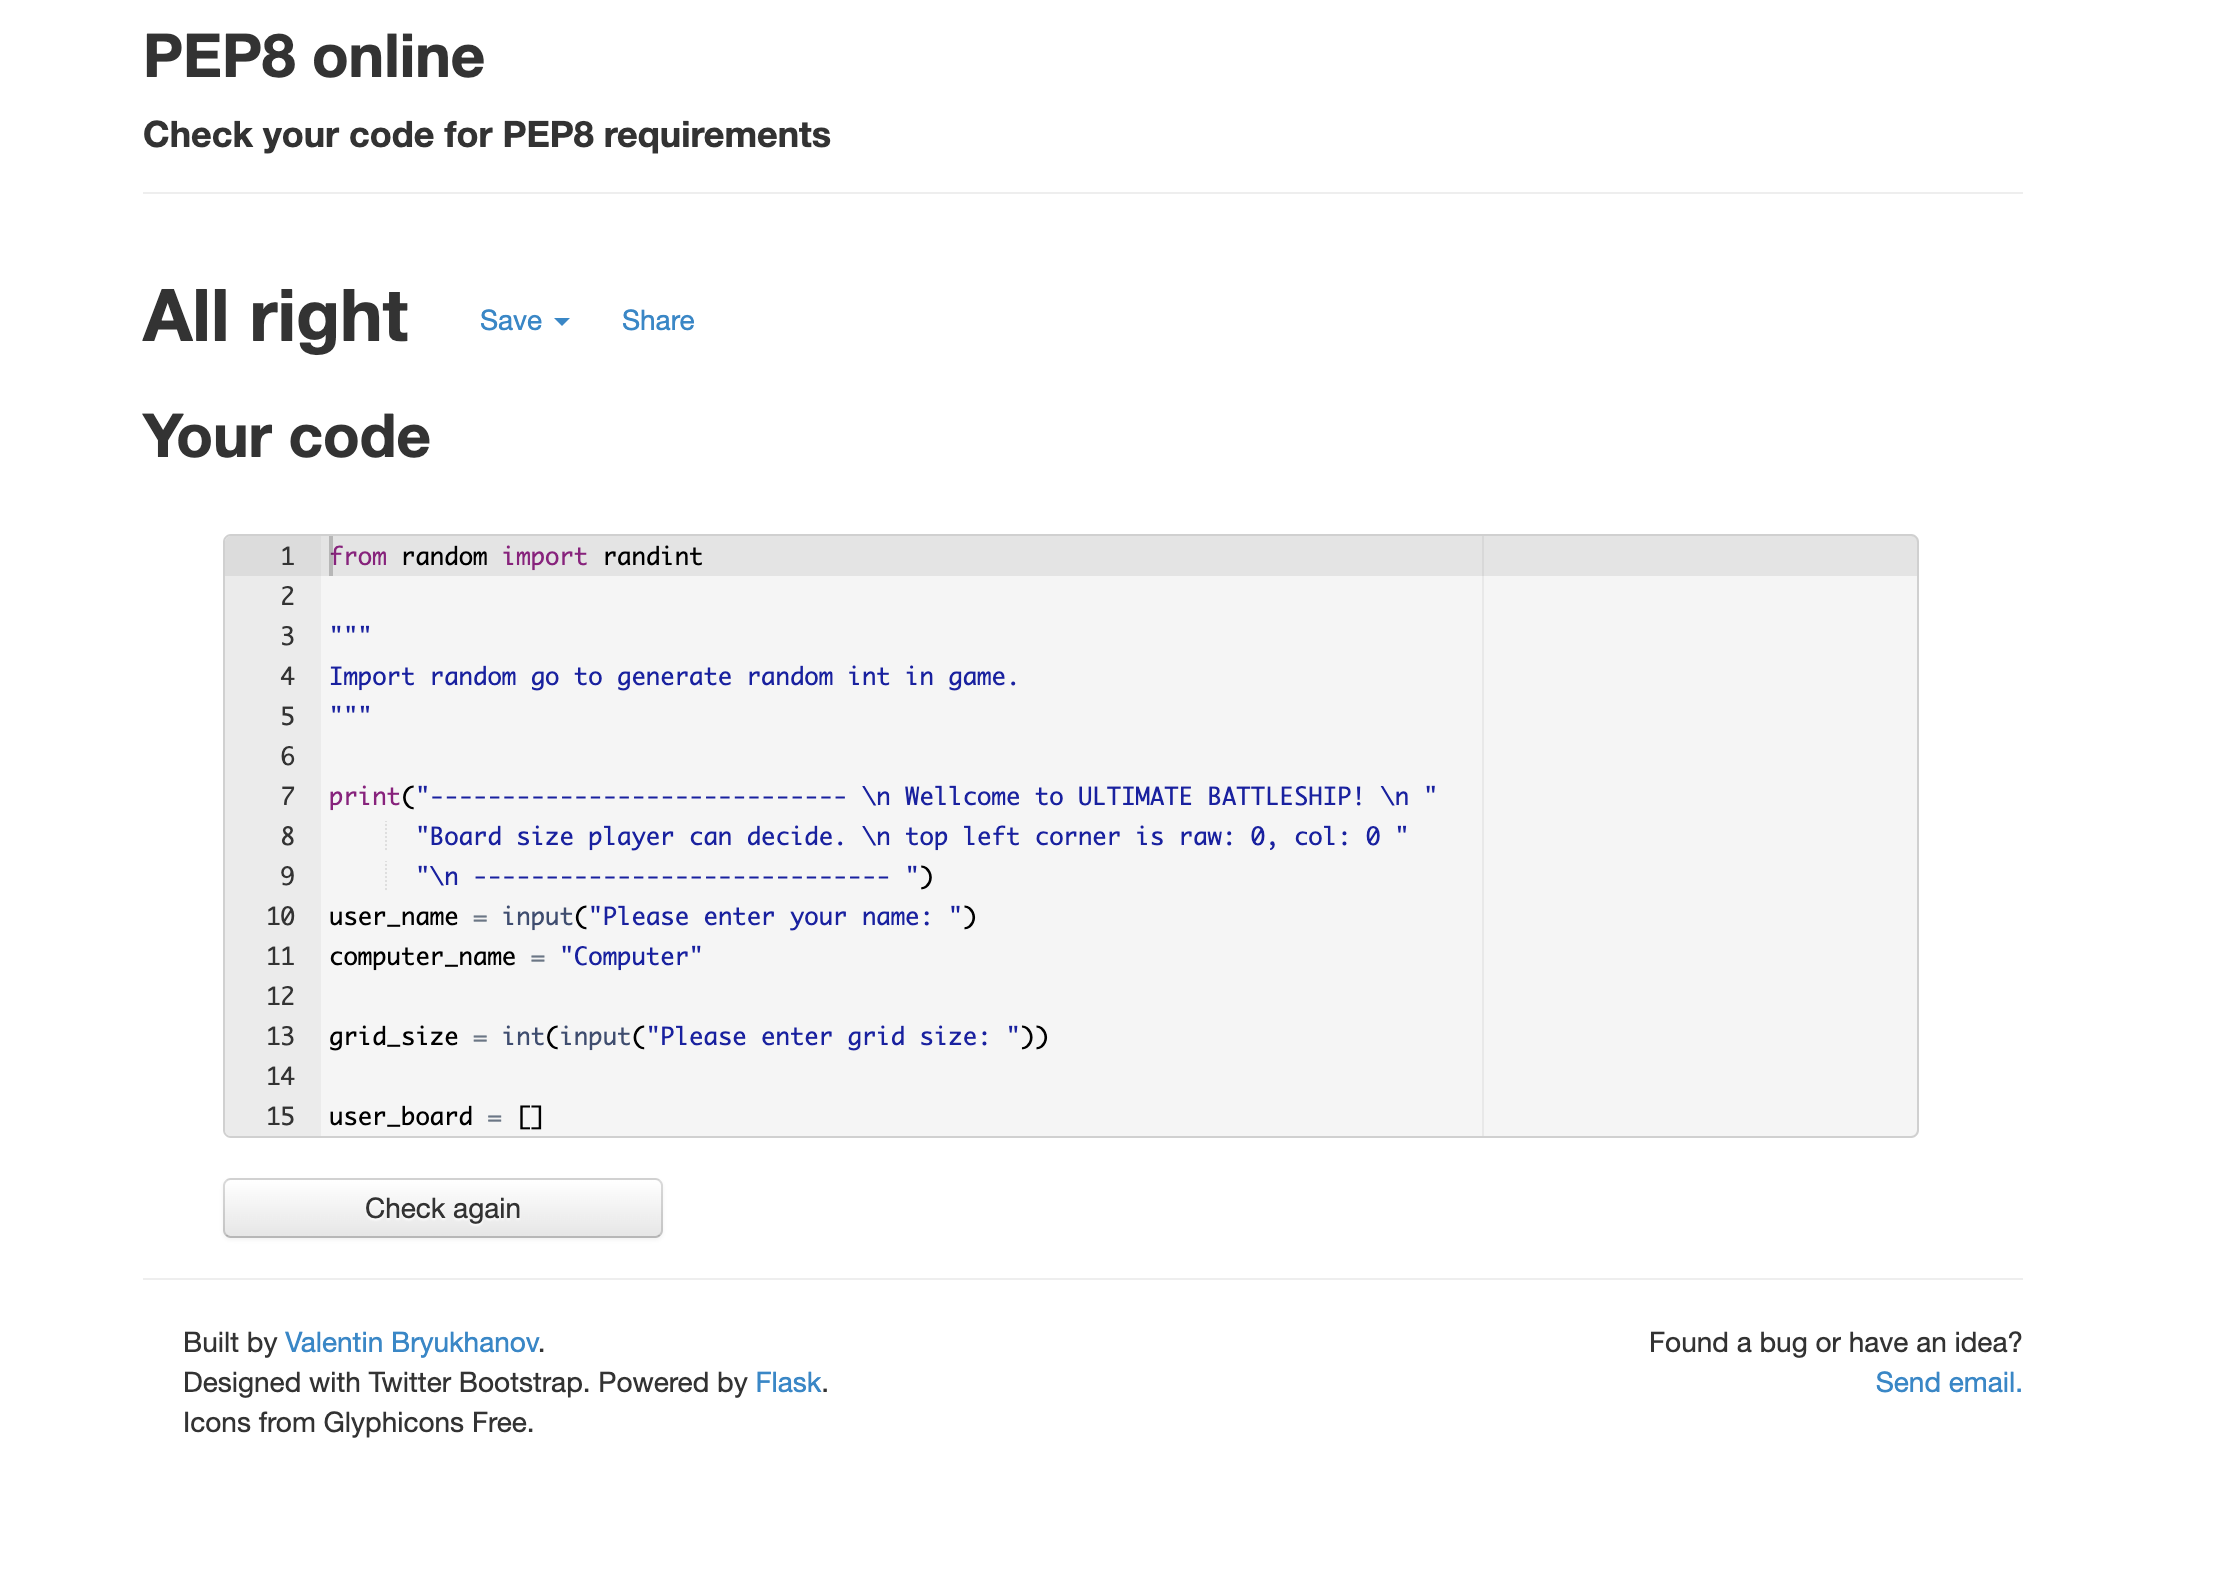 PEP8 online
Check your code for PEP8 requirements
All right Save Share
Your code
1 from random import randint
2
3 """
4 Import random go to generate random int in game.
5 """
6
7 print("----------------------------- \n Wellcome to ULTIMATE BATTLESHIP! \n "
8 "Board size player can decide. \n top left corner is raw: 0, col: 0 "
9 "\n ----------------------------- ")
10 user_name = input("Please enter your name: ")
11 computer_name = "Computer"
12
13 grid_size = int(input("Please enter grid size: "))
14
15 user_board = []
Check again
Built by Valentin Bryukhanov.
Designed with Twitter Bootstrap. Powered by Flask.
Icons from Glyphicons Free.
Found a bug or have an idea?
Send email.